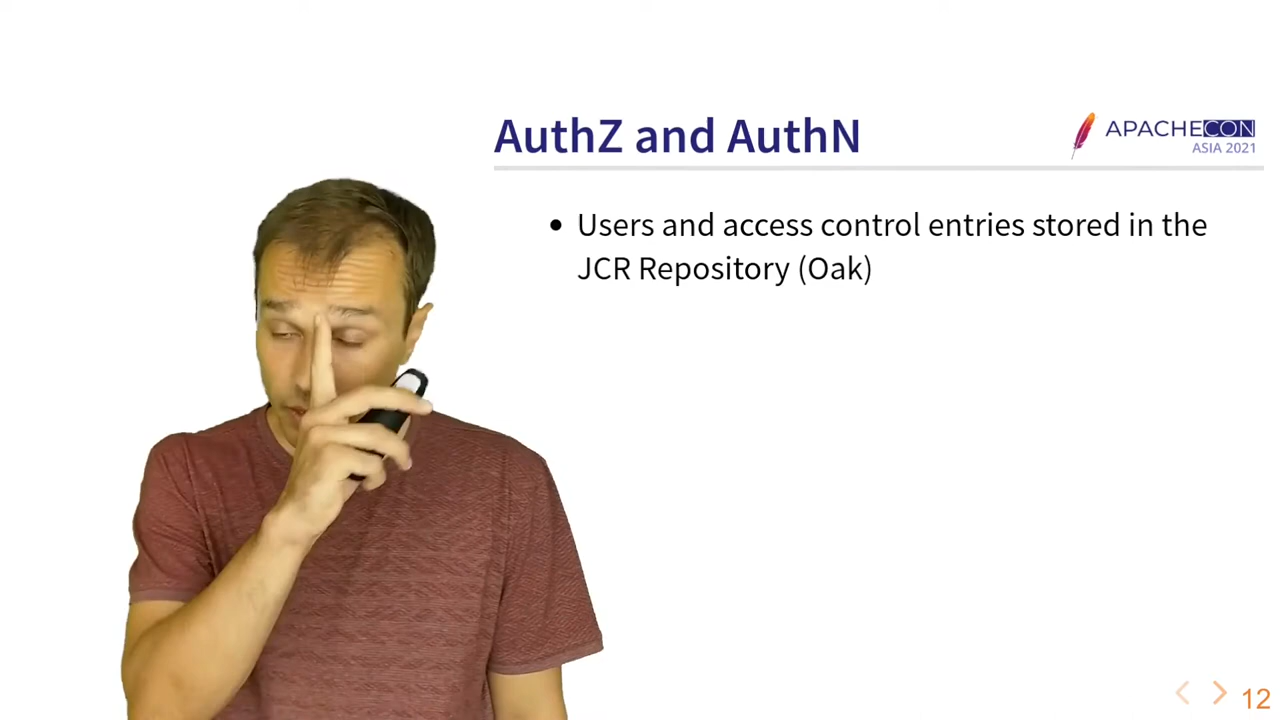 AuthZ and AuthN
APACHECON
ASIA 2021
• Users and access control entries stored in the
JCR Repository (Oak)
12